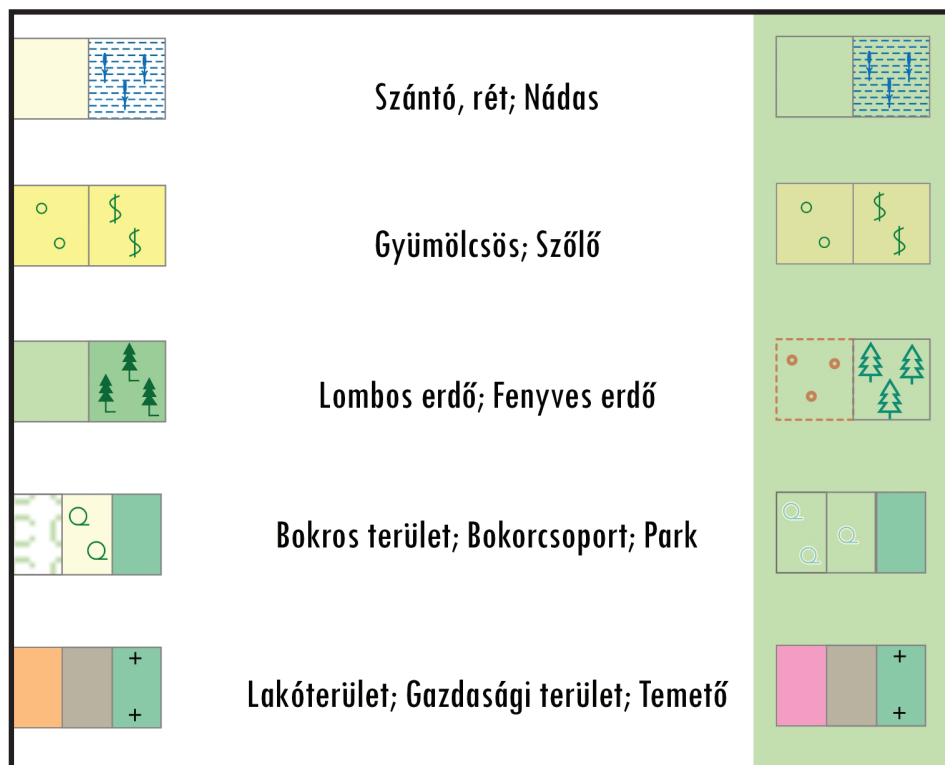 Szántó, rét; Nádas
Gyümölcsös; Szőlő
Lombos erdő; Fenyves erdő
Bokros terület; Bokorcsoport; Park
Lakóterület; Gazdasági terület; Temető